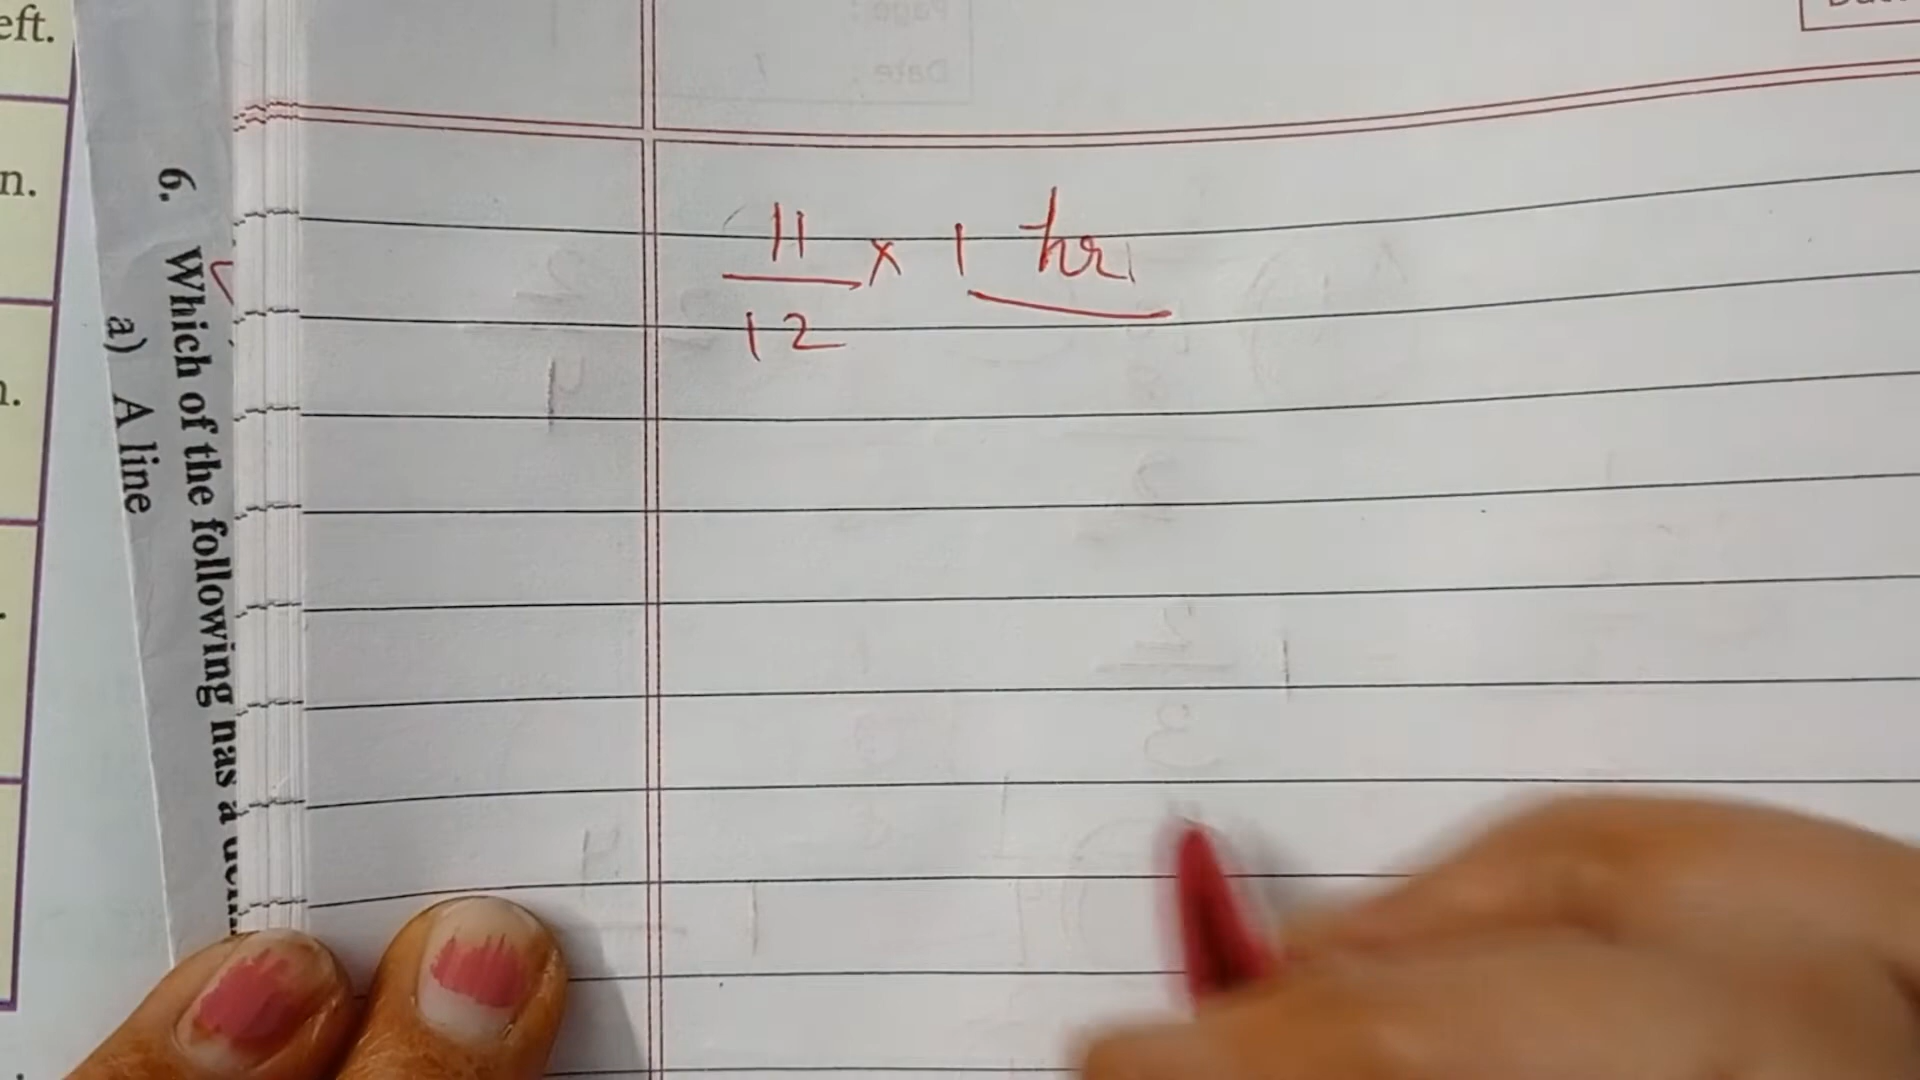 eft.
n.
6. Which of the following has a
a) A line
11
12 × 1 hr